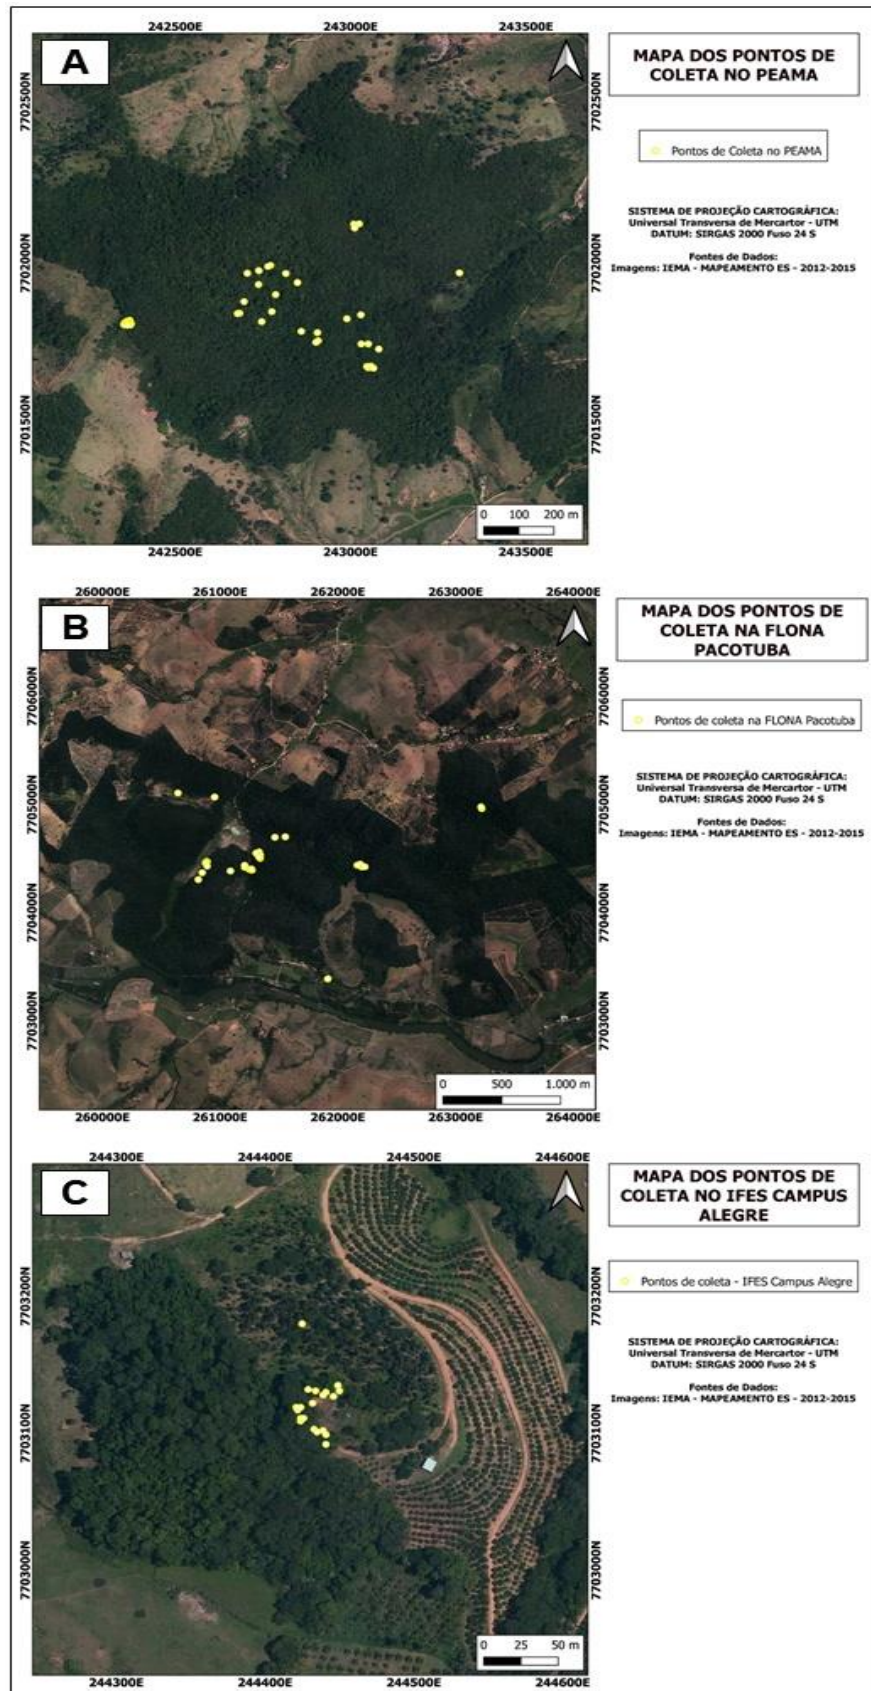 242500E 243000E 243500E
A
7702500N
7702500N
7702000N
7702000N
7701500N
7701500N
0 100 200 m
242500E 243000E 243500E
MAPA DOS PONTOS DE
COLETA NO PEAMA
Pontos de Coleta no PEAMA
SISTEMA DE PROJEÇÃO CARTOGRÁFICA:
Universal Transversa de Mercartor - UTM
DATUM: SIRGAS 2000 Fuso 24 S
Fontes de Dados:
Imagens: IEMA - MAPEAMENTO ES - 2012-2015
260000E 261000E 262000E 263000E 264000E
B
7706000N
7706000N
7705000N
7705000N
7704000N
7704000N
7703000N
7703000N
0 500 1.000 m
260000E 261000E 262000E 263000E 264000E
MAPA DOS PONTOS DE
COLETA NA FLONA
PACOTUBA
Pontos de coleta na FLONA Pacotuba
SISTEMA DE PROJEÇÃO CARTOGRÁFICA:
Universal Transversa de Mercartor - UTM
DATUM: SIRGAS 2000 Fuso 24 S
Fontes de Dados:
Imagens: IEMA - MAPEAMENTO ES - 2012-2015
244300E 244400E 244500E 244600E
C
7703200N
7703200N
7703100N
7703100N
7703000N
7703000N
0 25 50 m
244300E 244400E 244500E 244600E
MAPA DOS PONTOS DE
COLETA NO IFES CAMPUS
ALEGRE
Pontos de coleta - IFES Campus Alegre
SISTEMA DE PROJEÇÃO CARTOGRÁFICA:
Universal Transversa de Mercartor - UTM
DATUM: SIRGAS 2000 Fuso 24 S
Fontes de Dados:
Imagens: IEMA - MAPEAMENTO ES - 2012-2015